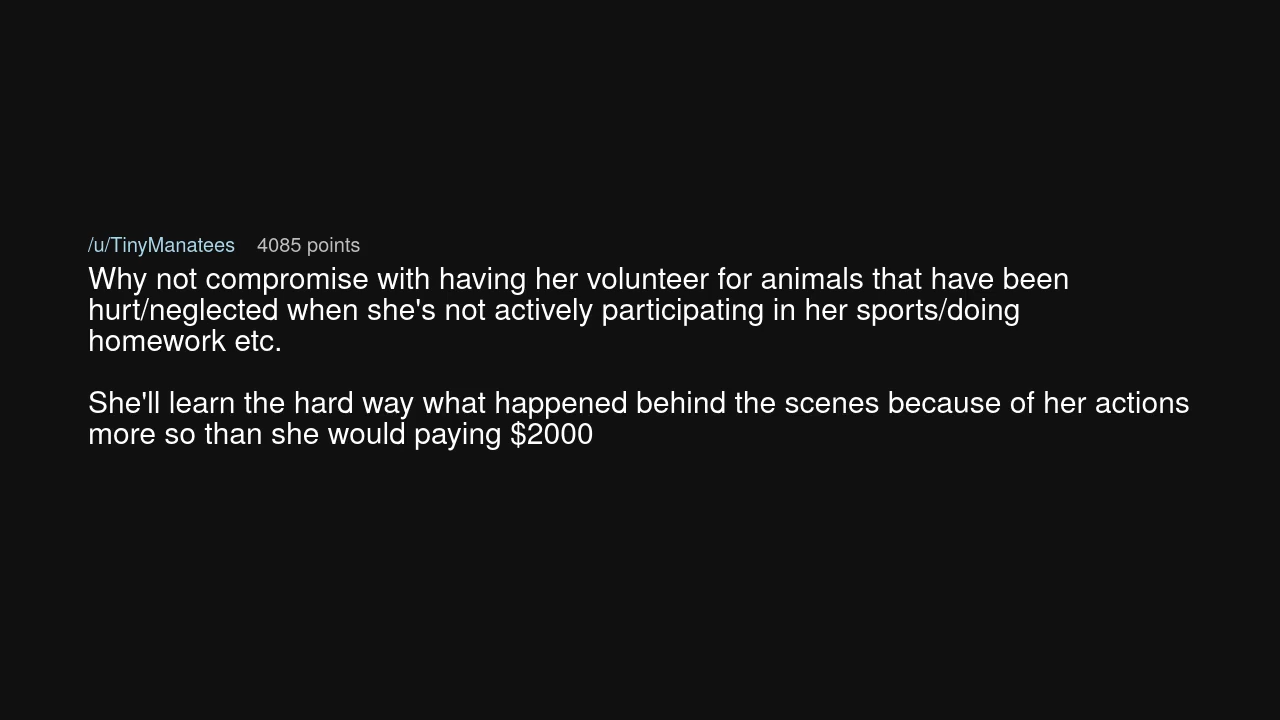 /u/TinyManatees 4085 points
Why not compromise with having her volunteer for animals that have been
hurt/neglected when she's not actively participating in her sports/doing
homework etc.
She'll learn the hard way what happened behind the scenes because of her actions
more so than she would paying $2000